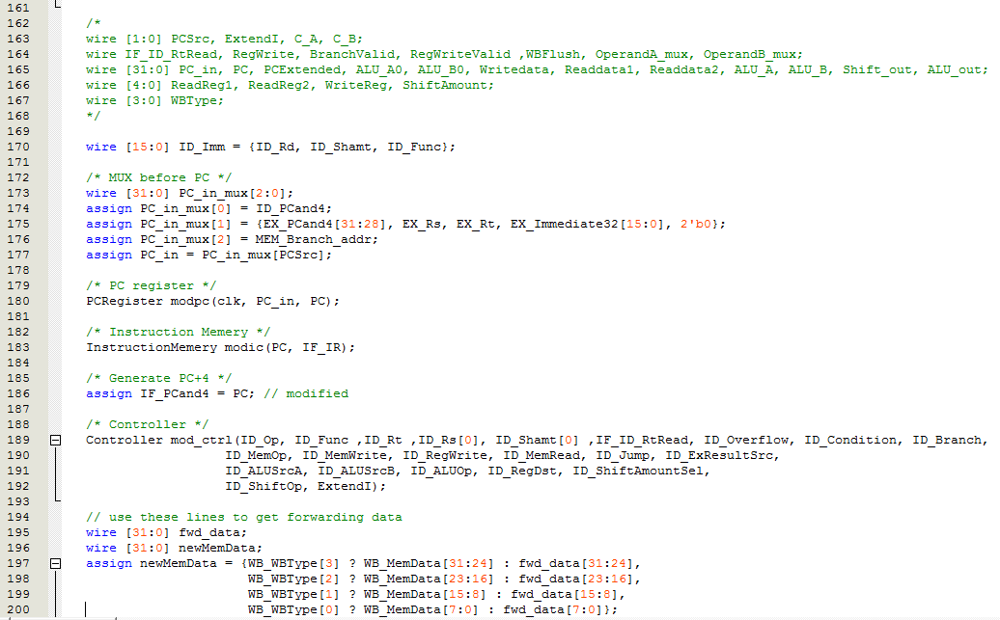 161
162 /*
163 wire [1:0] PCSrc, ExtendI, C_A, C_B;
164 wire IF_ID_RtRead, RegWrite, BranchValid, RegWriteValid ,WBFlush, OperandA_mux, OperandB_mux;
165 wire [31:0] PC_in, PC, PCExtended, ALU_A0, ALU_B0, Writedata, Readdata1, Readdata2, ALU_A, ALU_B, Shift_out, ALU_out;
166 wire [4:0] ReadReg1, ReadReg2, WriteReg, ShiftAmount;
167 wire [3:0] WBType;
168 */
169
170 wire [15:0] ID_Imm = {ID_Rd, ID_Shamt, ID_Func};
171
172 /* MUX before PC */
173 wire [31:0] PC_in_mux[2:0];
174 assign PC_in_mux[0] = ID_PCand4;
175 assign PC_in_mux[1] = {EX_PCand4[31:28], EX_Rs, EX_Rt, EX_Immediate32[15:0], 2'b0};
176 assign PC_in_mux[2] = MEM_Branch_addr;
177 assign PC_in = PC_in_mux[PCSrc];
178
179 /* PC register */
180 PCRegister modpc(clk, PC_in, PC);
181
182 /* Instruction Memery */
183 InstructionMemery modic(PC, IF_IR);
184
185 /* Generate PC+4 */
186 assign IF_PCand4 = PC; // modified
187
188 /* Controller */
189 Controller mod_ctrl(ID_Op, ID_Func ,ID_Rt ,ID_Rs[0], ID_Shamt[0] ,IF_ID_RtRead, ID_Overflow, ID_Condition, ID_Branch,
190 ID_MemOp, ID_MemWrite, ID_RegWrite, ID_MemRead, ID_Jump, ID_ExResultSrc,
191 ID_ALUSrcA, ID_ALUSrcB, ID_ALUOp, ID_RegDst, ID_ShiftAmountSel,
192 ID_ShiftOp, ExtendI);
193
194 // use these lines to get forwarding data
195 wire [31:0] fwd_data;
196 wire [31:0] newMemData;
197 assign newMemData = {WB_WBType[3] ? WB_MemData[31:24] : fwd_data[31:24],
198 WB_WBType[2] ? WB_MemData[23:16] : fwd_data[23:16],
199 WB_WBType[1] ? WB_MemData[15:8] : fwd_data[15:8],
200 WB_WBType[0] ? WB_MemData[7:0] : fwd_data[7:0]};